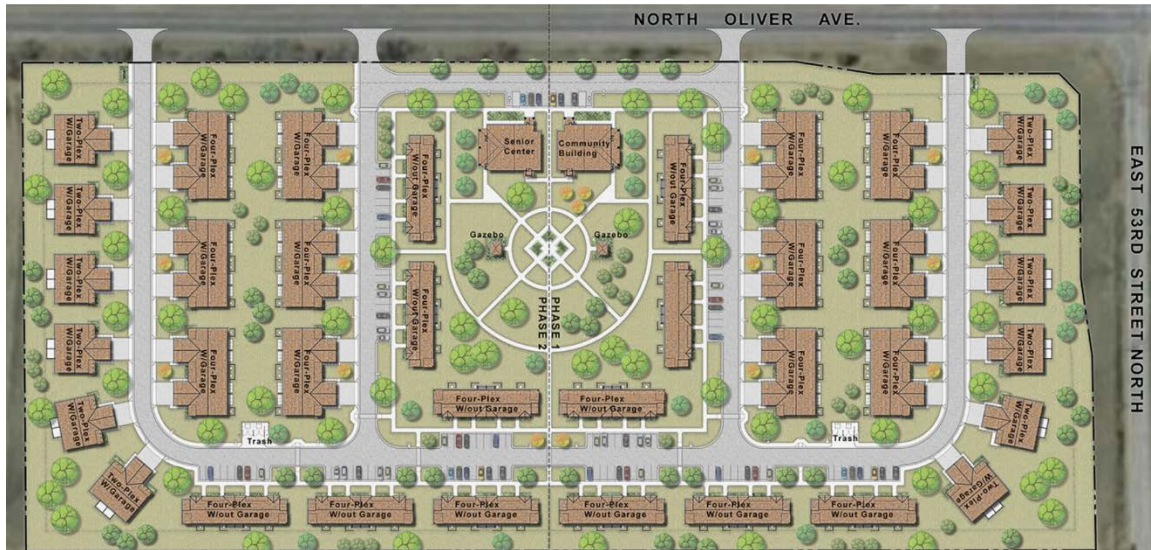 NORTH OLIVER AVE.
Two-Plex
W/Garage
Four-Plex
W/Garage
Four-Plex
W/Garage
Four-Plex
W/out Garage
Senior
Center
Community
Building
Four-Plex
W/out Garage
Four-Plex
W/Garage
Four-Plex
W/Garage
Two-Plex
W/Garage
EAST 53RD STREET NORTH
Two-Plex
W/Garage
Gazebo
Gazebo
Two-Plex
W/Garage
Two-Plex
W/Garage
Four-Plex
W/Garage
Four-Plex
W/Garage
Four-Plex
W/out Garage
PHASE 1
PHASE 2
Four-Plex
W/Garage
Four-Plex
W/Garage
Two-Plex
W/Garage
Two-Plex
W/Garage
Four-Plex
W/Garage
Four-Plex
W/Garage
Four-Plex
W/Garage
Four-Plex
W/Garage
Two-Plex
W/Garage
Two-Plex
W/Garage
Four-Plex
W/out Garage
Four-Plex
W/out Garage
Two-Plex
W/Garage
Trash
Trash
Two-Plex
W/Garage
Two-Plex
W/Garage
Four-Plex
W/out Garage
Four-Plex
W/out Garage
Four-Plex
W/out Garage
Four-Plex
W/out Garage
Four-Plex
W/out Garage
Four-Plex
W/out Garage